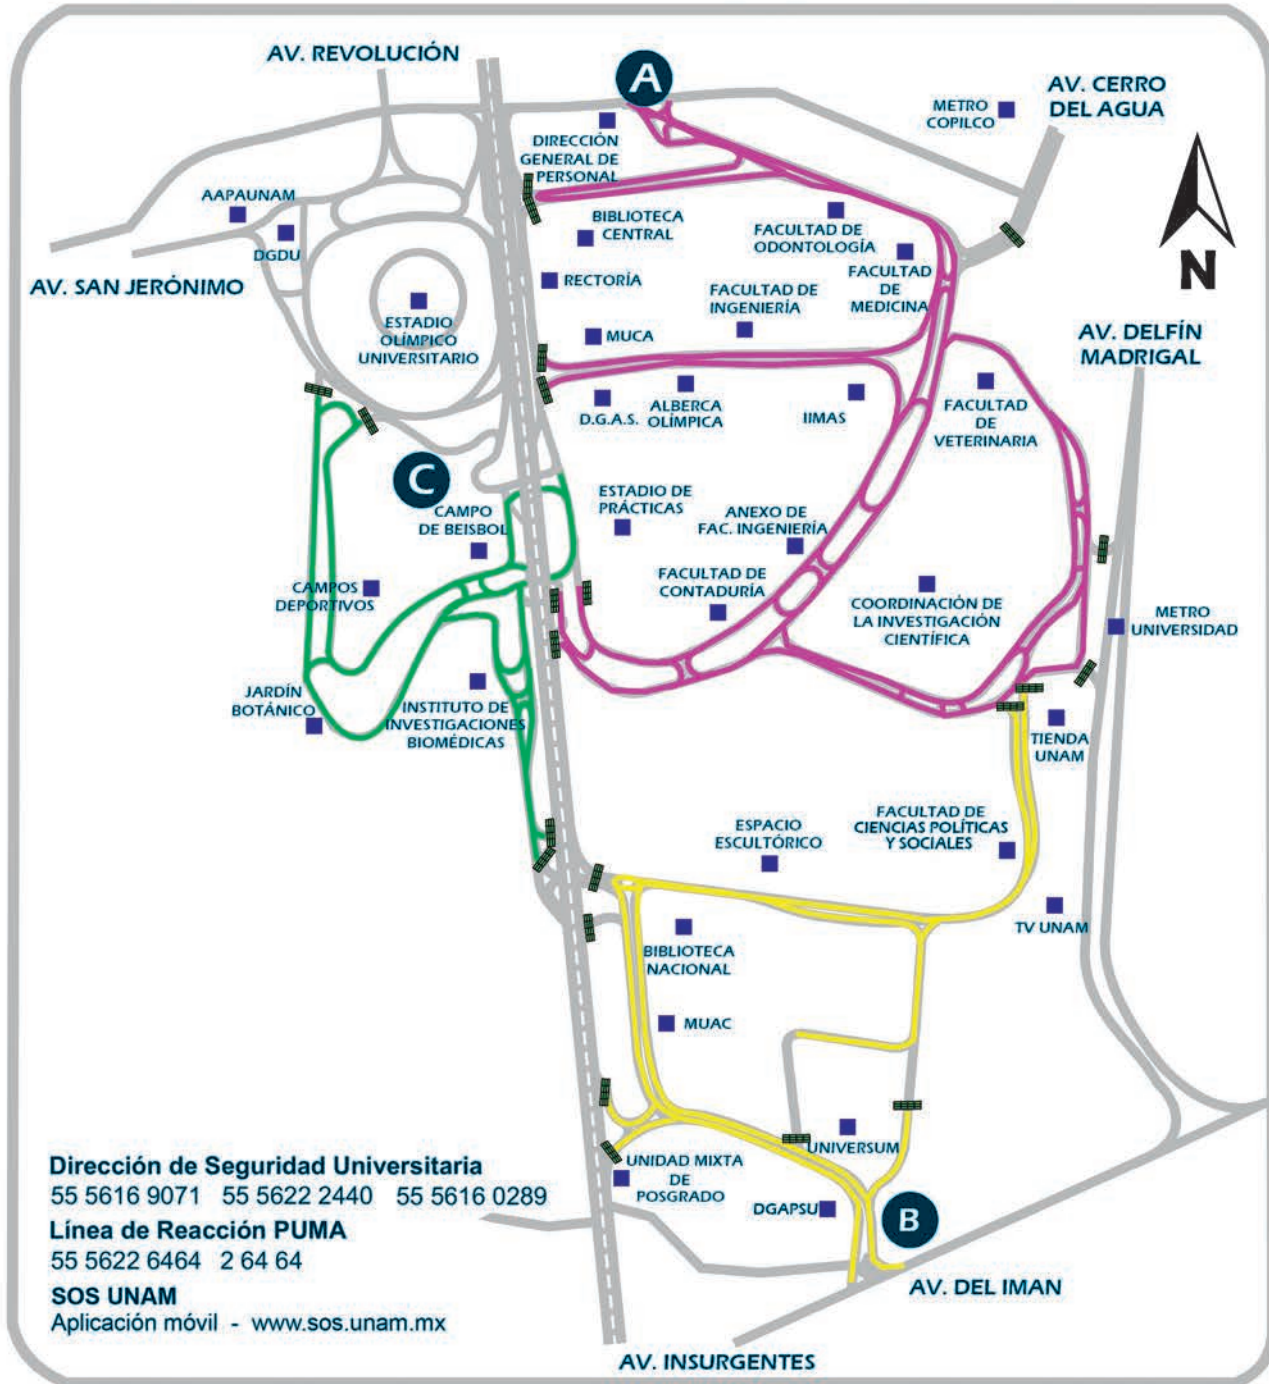 AV. REVOLUCIÓN
A
METRO
COPILCO
AV. CERRO
DEL AGUA
DIRECCIÓN
GENERAL DE
PERSONAL
AAPAUNAM
DGDU
BIBLIOTECA
CENTRAL
FACULTAD DE
ODONTOLOGÍA
FACULTAD
DE
MEDICINA
N
AV. SAN JERÓNIMO
RECTORÍA
FACULTAD DE
INGENIERÍA
ESTADIO
OLÍMPICO
UNIVERSITARIO
MUCA
AV. DELFÍN
MADRIGAL
D.G.A.S.
ALBERCA
OLÍMPICA
IIMAS
FACULTAD
DE
VETERINARIA
C
CAMPO
DE BEISBOL
ESTADIO DE
PRÁCTICAS
ANEXO DE
FAC. INGENIERÍA
CAMPOS
DEPORTIVOS
FACULTAD DE
CONTADURÍA
COORDINACIÓN DE
LA INVESTIGACIÓN
CIENTÍFICA
METRO
UNIVERSIDAD
JARDÍN
BOTÁNICO
INSTITUTO DE
INVESTIGACIONES
BIOMÉDICAS
TIENDA
UNAM
ESPACIO
ESCULTÓRICO
FACULTAD DE
CIENCIAS POLÍTICAS
Y SOCIALES
TV UNAM
BIBLIOTECA
NACIONAL
MUAC
UNIVERSUM
UNIDAD MIXTA
DE
POSGRADO
DGAPSU
B
AV. DEL IMAN
AV. INSURGENTES
Dirección de Seguridad Universitaria
55 5616 9071 55 5622 2440 55 5616 0289
Línea de Reacción PUMA
55 5622 6464 2 64 64
SOS UNAM
Aplicación móvil - www.sos.unam.mx